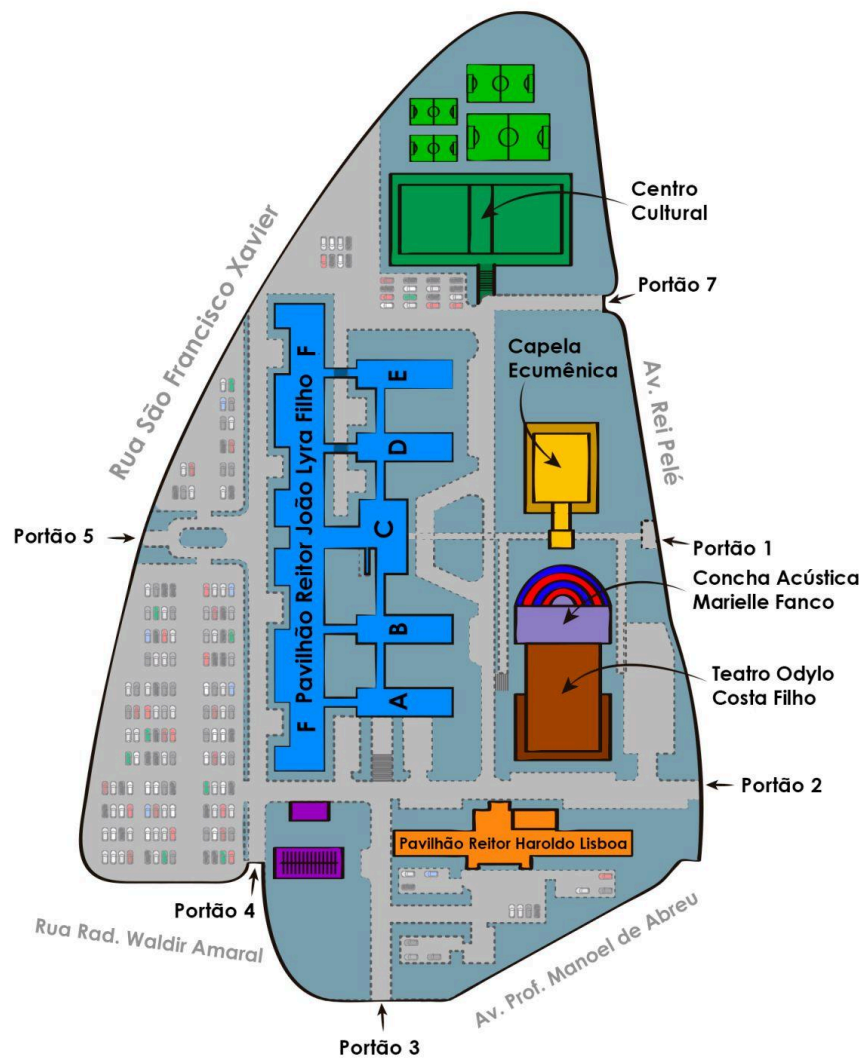 Centro
Cultural
Portão 7
Rua São Francisco Xavier
Capela
Ecumênica
Av. Rei Pelé
F
E
D
Pavilhão Reitor João Lyra Filho
C
Portão 5
Portão 1
Concha Acústica
Marielle Fanco
B
Teatro Odylo
Costa Filho
A
F
Portão 2
Pavilhão Reitor Haroldo Lisboa
Portão 4
Rua Rad. Waldir Amaral
Av. Prof. Manoel de Abreu
Portão 3